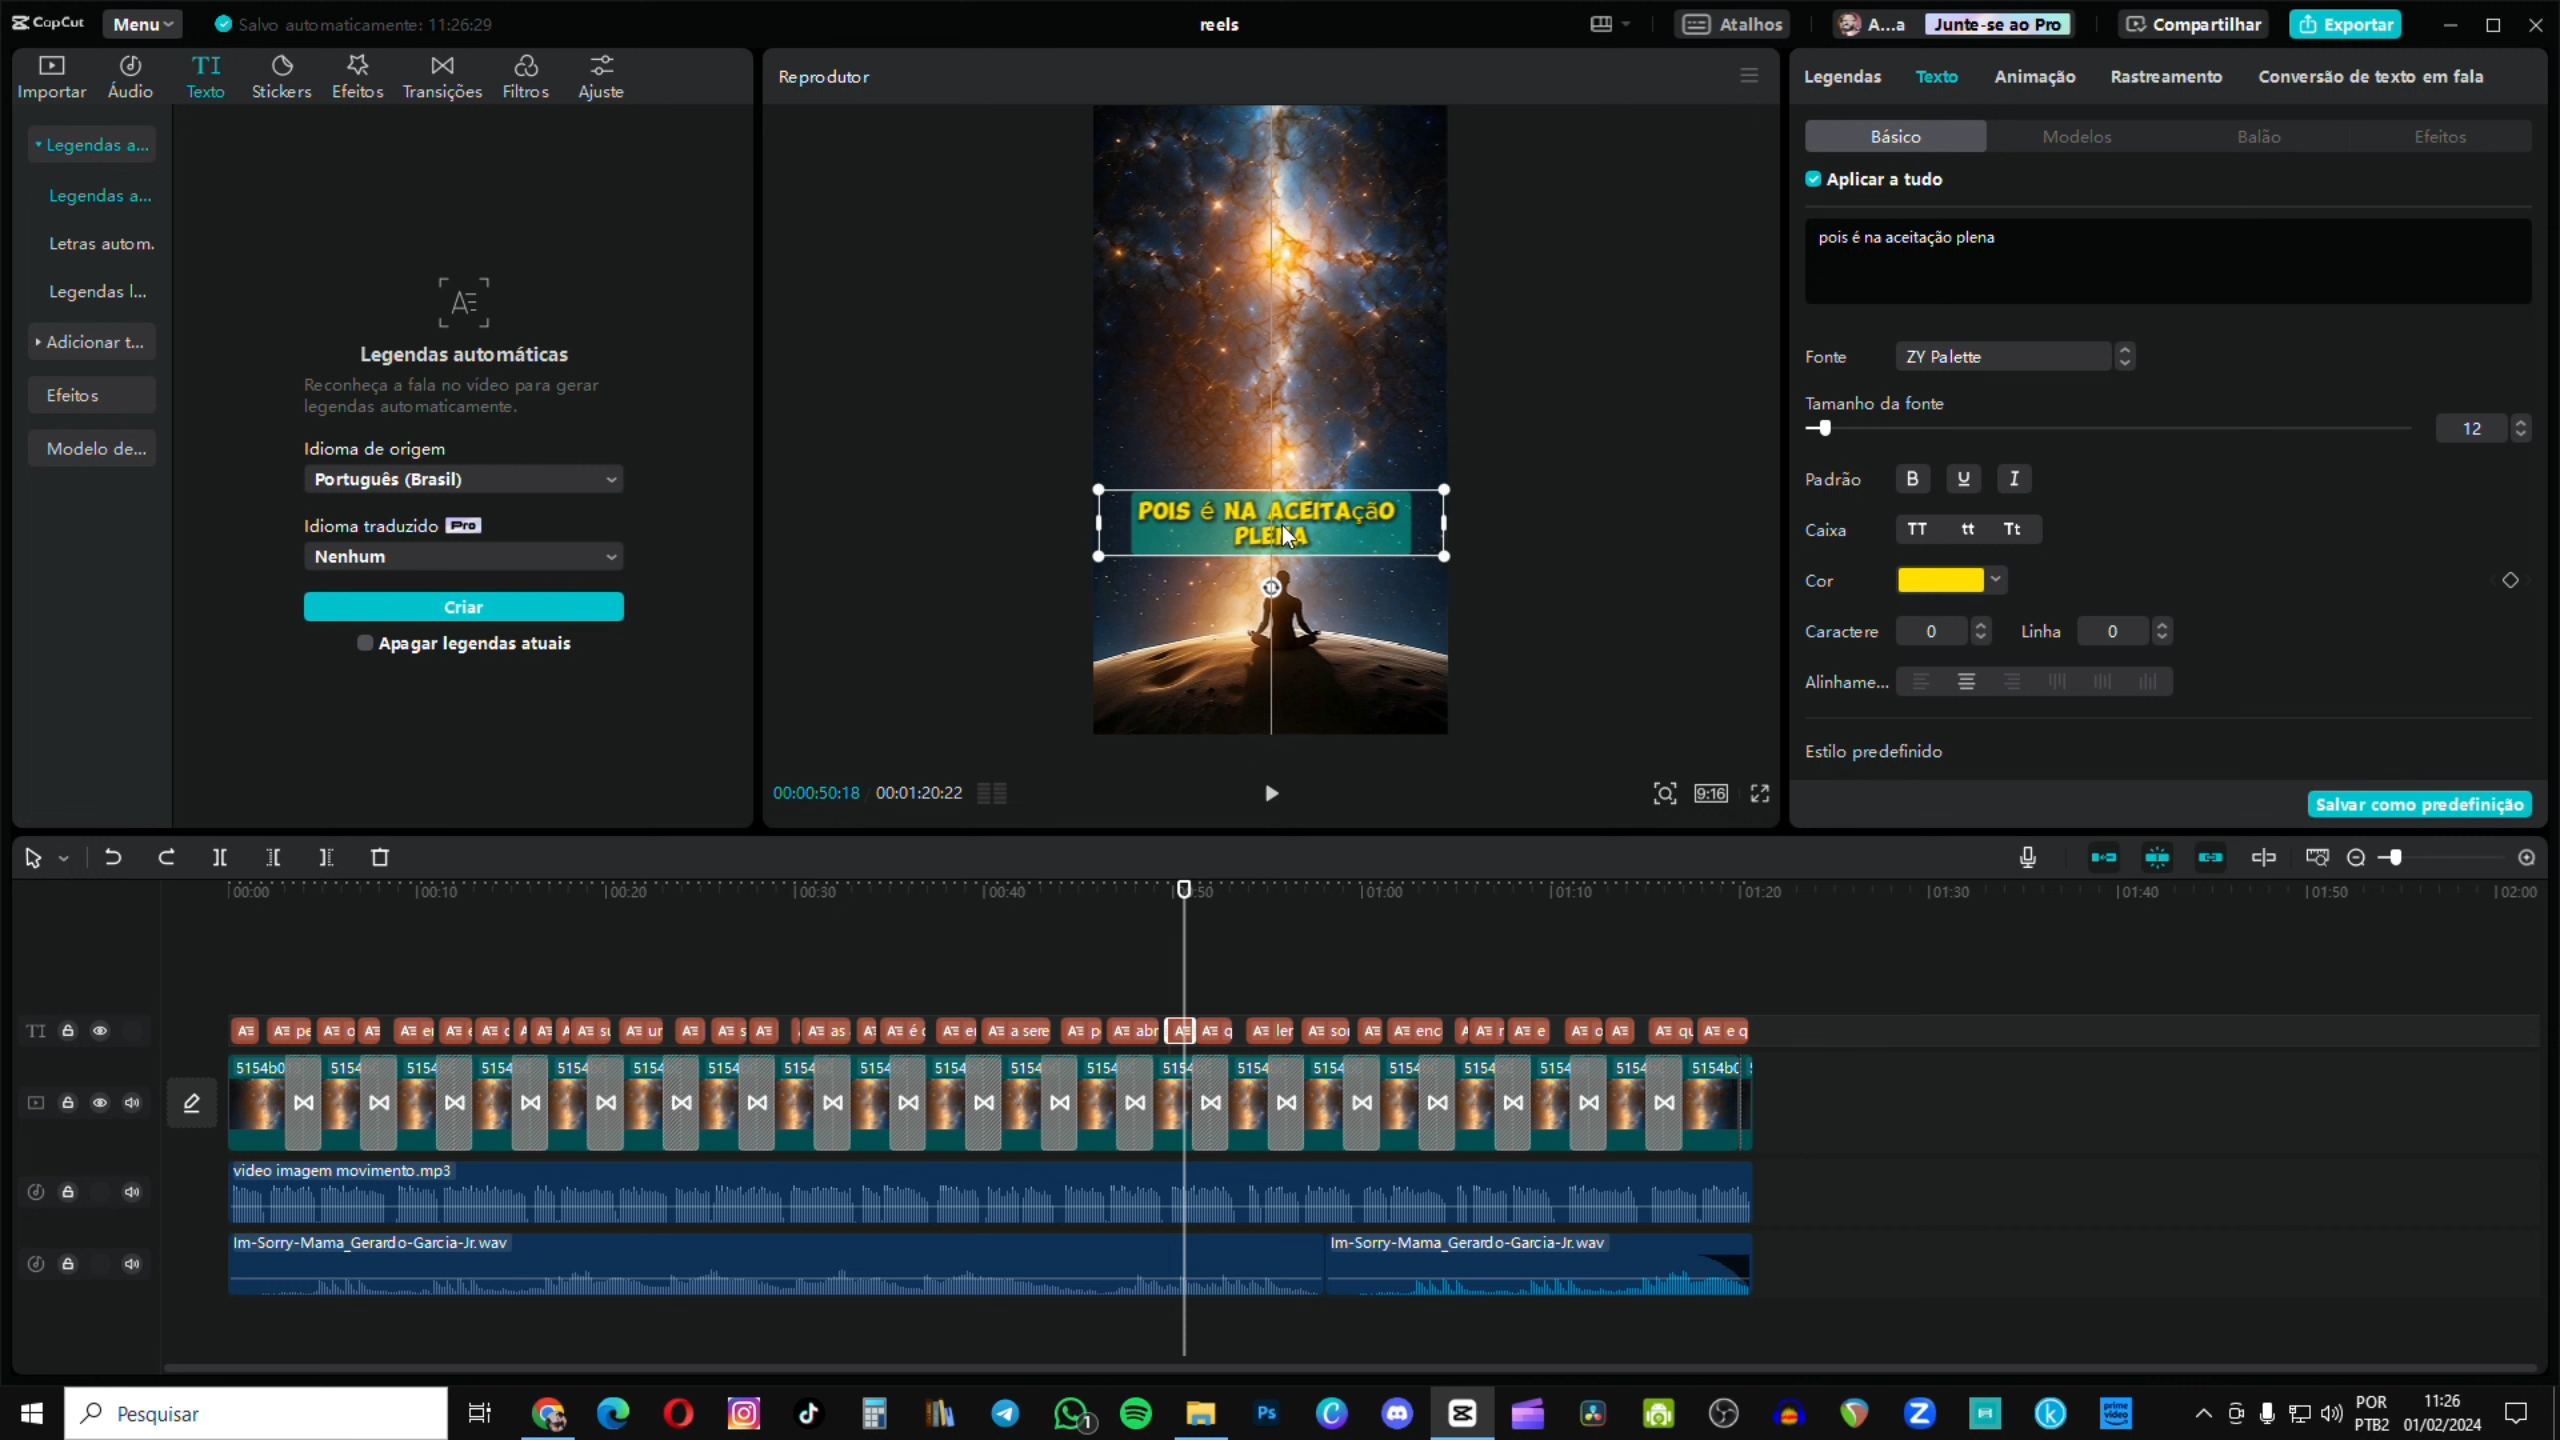 CapCut
Menu
Salvo automaticamente: 11:26:29
reels
Atalhos
A...a
Junte-se ao Pro
Compartilhar
Exportar
Importar
Áudio
TI
Texto
Stickers
Efeitos
Transições
Filtros
Ajuste
Legendas a...
Legendas a...
Letras autom.
Legendas l...
Adicionar t...
Efeitos
Modelo de...
AE
Legendas automáticas
Reconheça a fala no vídeo para gerar
legendas automaticamente.
Idioma de origem
Português (Brasil)
Idioma traduzido Pro
Nenhum
Criar
Apagar legendas atuais
Reprodutor
POIS é NA ACEITAçãO
PLENA
00:00:50:18
00:01:20:22
9:16
Legendas
Texto
Animação
Rastreamento
Conversão de texto em fala
Básico
Modelos
Balão
Efeitos
Aplicar a tudo
pois é na aceitação plena
Fonte
ZY Palette
Tamanho da fonte
12
Padrão
B U I
Caixa
TT tt Tt
Cor
Caractere
0
Linha
0
Alinhame...
Estilo predefinido
Salvar como predefinição
00:00 00:10 00:20 00:30 00:40 00:50 01:00 01:10 01:20 01:30 01:40 01:50 02:00
TI
5154b0
video imagem movimento.mp3
Im-Sorry-Mama_Gerardo-Garcia-Jr.wav
Im-Sorry-Mama_Gerardo-Garcia-Jr.wav
Pesquisar
1
Ps
prime video
POR
PTB2
11:26
01/02/2024